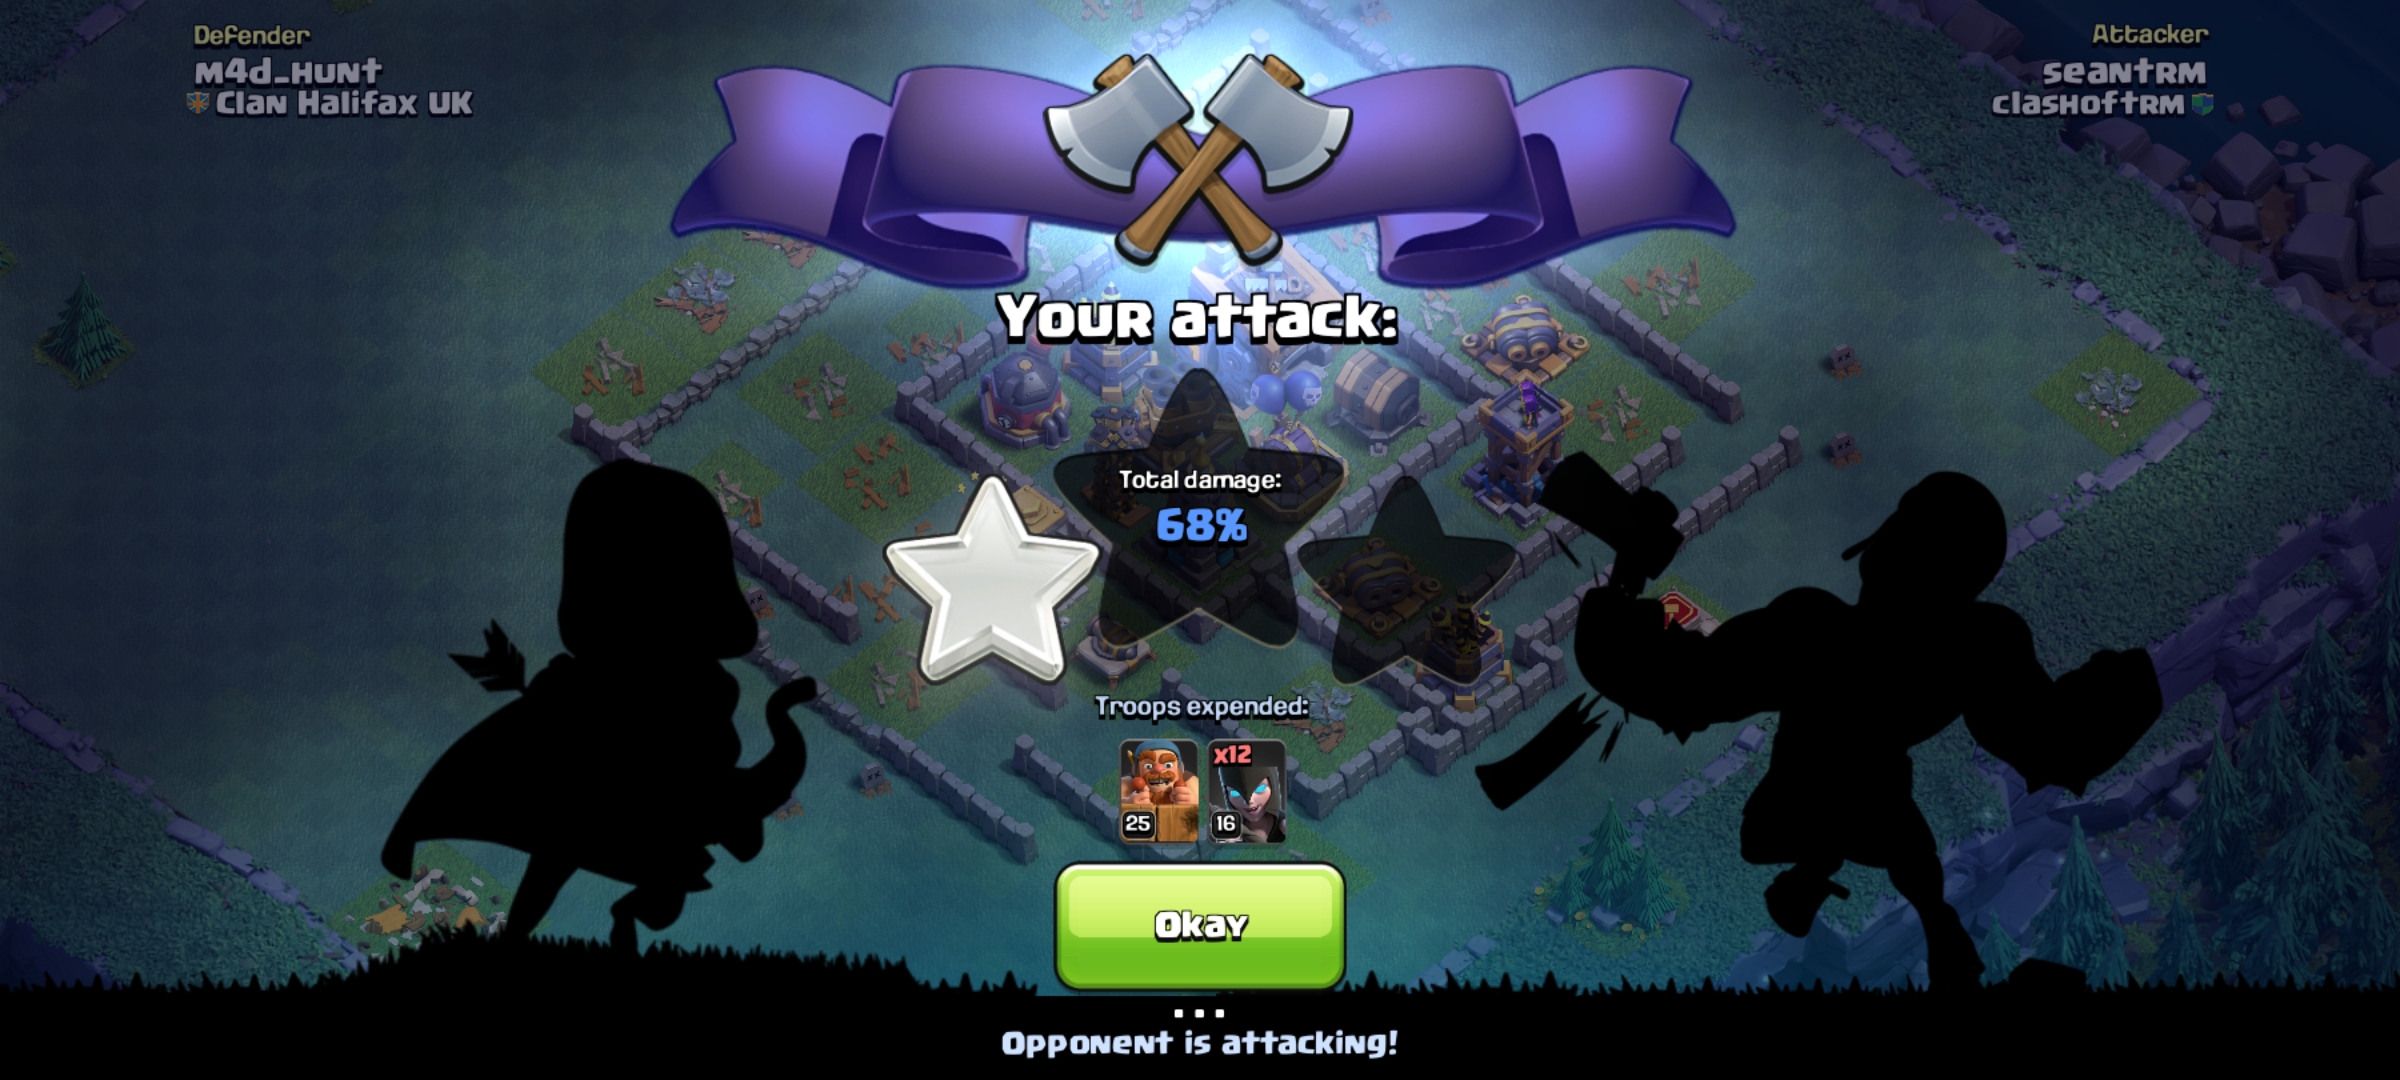 Defender
M4d_Hunt
Clan Halifax UK
Attacker
seantRM
clashoftRM
Your attack:
Total damage:
68%
Troops expended:
x12
25
16
Okay
...
Opponent is attacking!